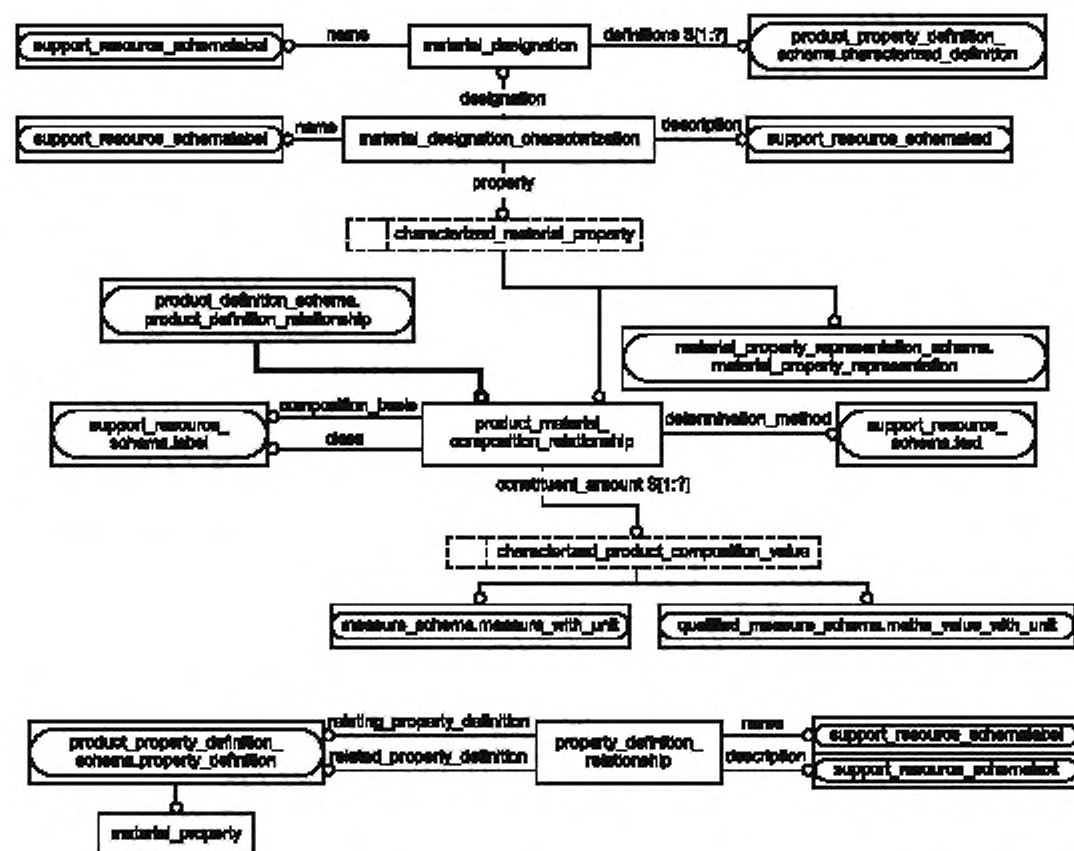 name
definitions S[1:?]
support_resource_schema.label
material_designation
product_property_definition_
schema.characterized_definition
designation
name
description
support_resource_schema.label
material_designation_characterization
support_resource_schema.text
property
characterized_material_property
product_definition_schema.
product_definition_relationship
material_property_representation_schema.
material_property_representation
composition_basis
determination_method
support_resource_
schema.label
class
product_material_
composition_relationship
support_resource_
schema.text
constituent_amount S[1:?]
characterized_product_composition_value
measure_schema.measure_with_unit
qualified_measure_schema.maths_value_with_unit
relating_property_definition
name
product_property_definition_
schema.property_definition
related_property_definition
property_definition_
relationship
description
support_resource_schema.label
support_resource_schema.text
material_property